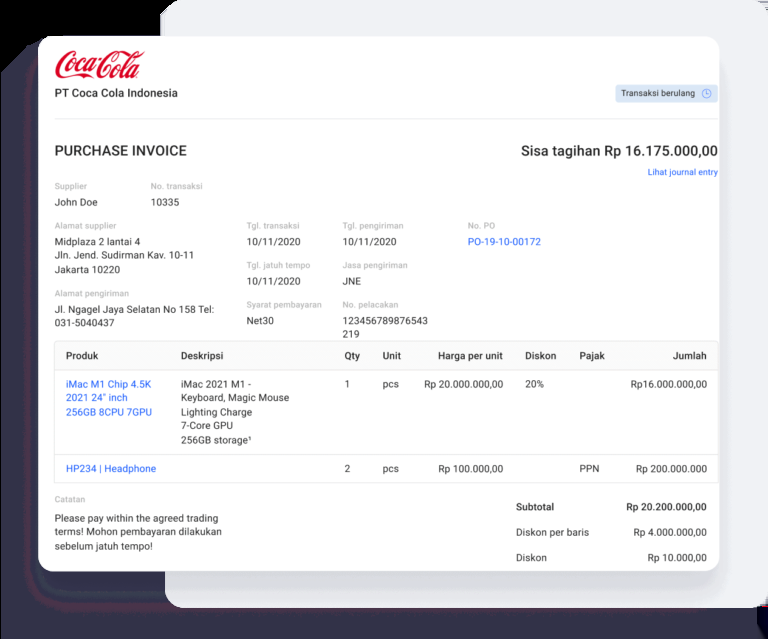 Coca-Cola
PT Coca Cola Indonesia
Transaksi berulang
PURCHASE INVOICE
Sisa tagihan Rp 16.175.000,00
Lihat journal entry
Supplier
No. transaksi
John Doe
10335
Alamat supplier
Tgl. transaksi
Tgl. pengiriman
No. PO
Midplaza 2 lantai 4
10/11/2020
10/11/2020
PO-19-10-00172
Jln. Jend. Sudirman Kav. 10-11
Jakarta 10220
Tgl. jatuh tempo
Jasa pengiriman
10/11/2020
JNE
Alamat pengiriman
Jl. Ngagel Jaya Selatan No 158 Tel:
031-5040437
Syarat pembayaran
No. pelacakan
Net30
123456789876543
219
Produk Deskripsi Qty Unit Harga per unit Diskon Pajak Jumlah
iMac M1 Chip 4.5K
2021 24" inch
256GB 8CPU 7GPU
iMac 2021 M1 -
Keyboard, Magic Mouse
Lighting Charge
7-Core GPU
256GB storage¹
1 pcs Rp 20.000.000,00 20% Rp16.000.000,00
HP234 | Headphone 2 pcs Rp 100.000,00 PPN Rp 200.000.000
Catatan
Please pay within the agreed trading
terms! Mohon pembayaran dilakukan
sebelum jatuh tempo!
Subtotal Rp 20.200.000,00
Diskon per baris Rp 4.000.000,00
Diskon Rp 10.000,00